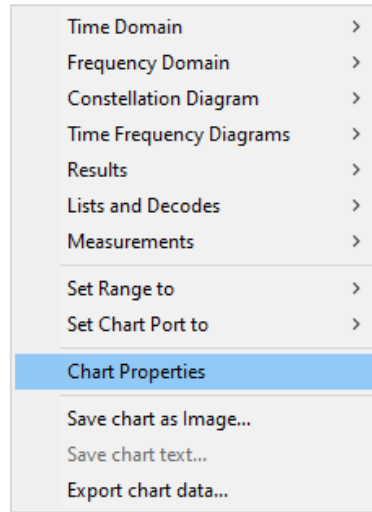 Time Domain
Frequency Domain
Constellation Diagram
Time Frequency Diagrams
Results
Lists and Decodes
Measurements
Set Range to
Set Chart Port to
Chart Properties
Save chart as Image...
Save chart text...
Export chart data...